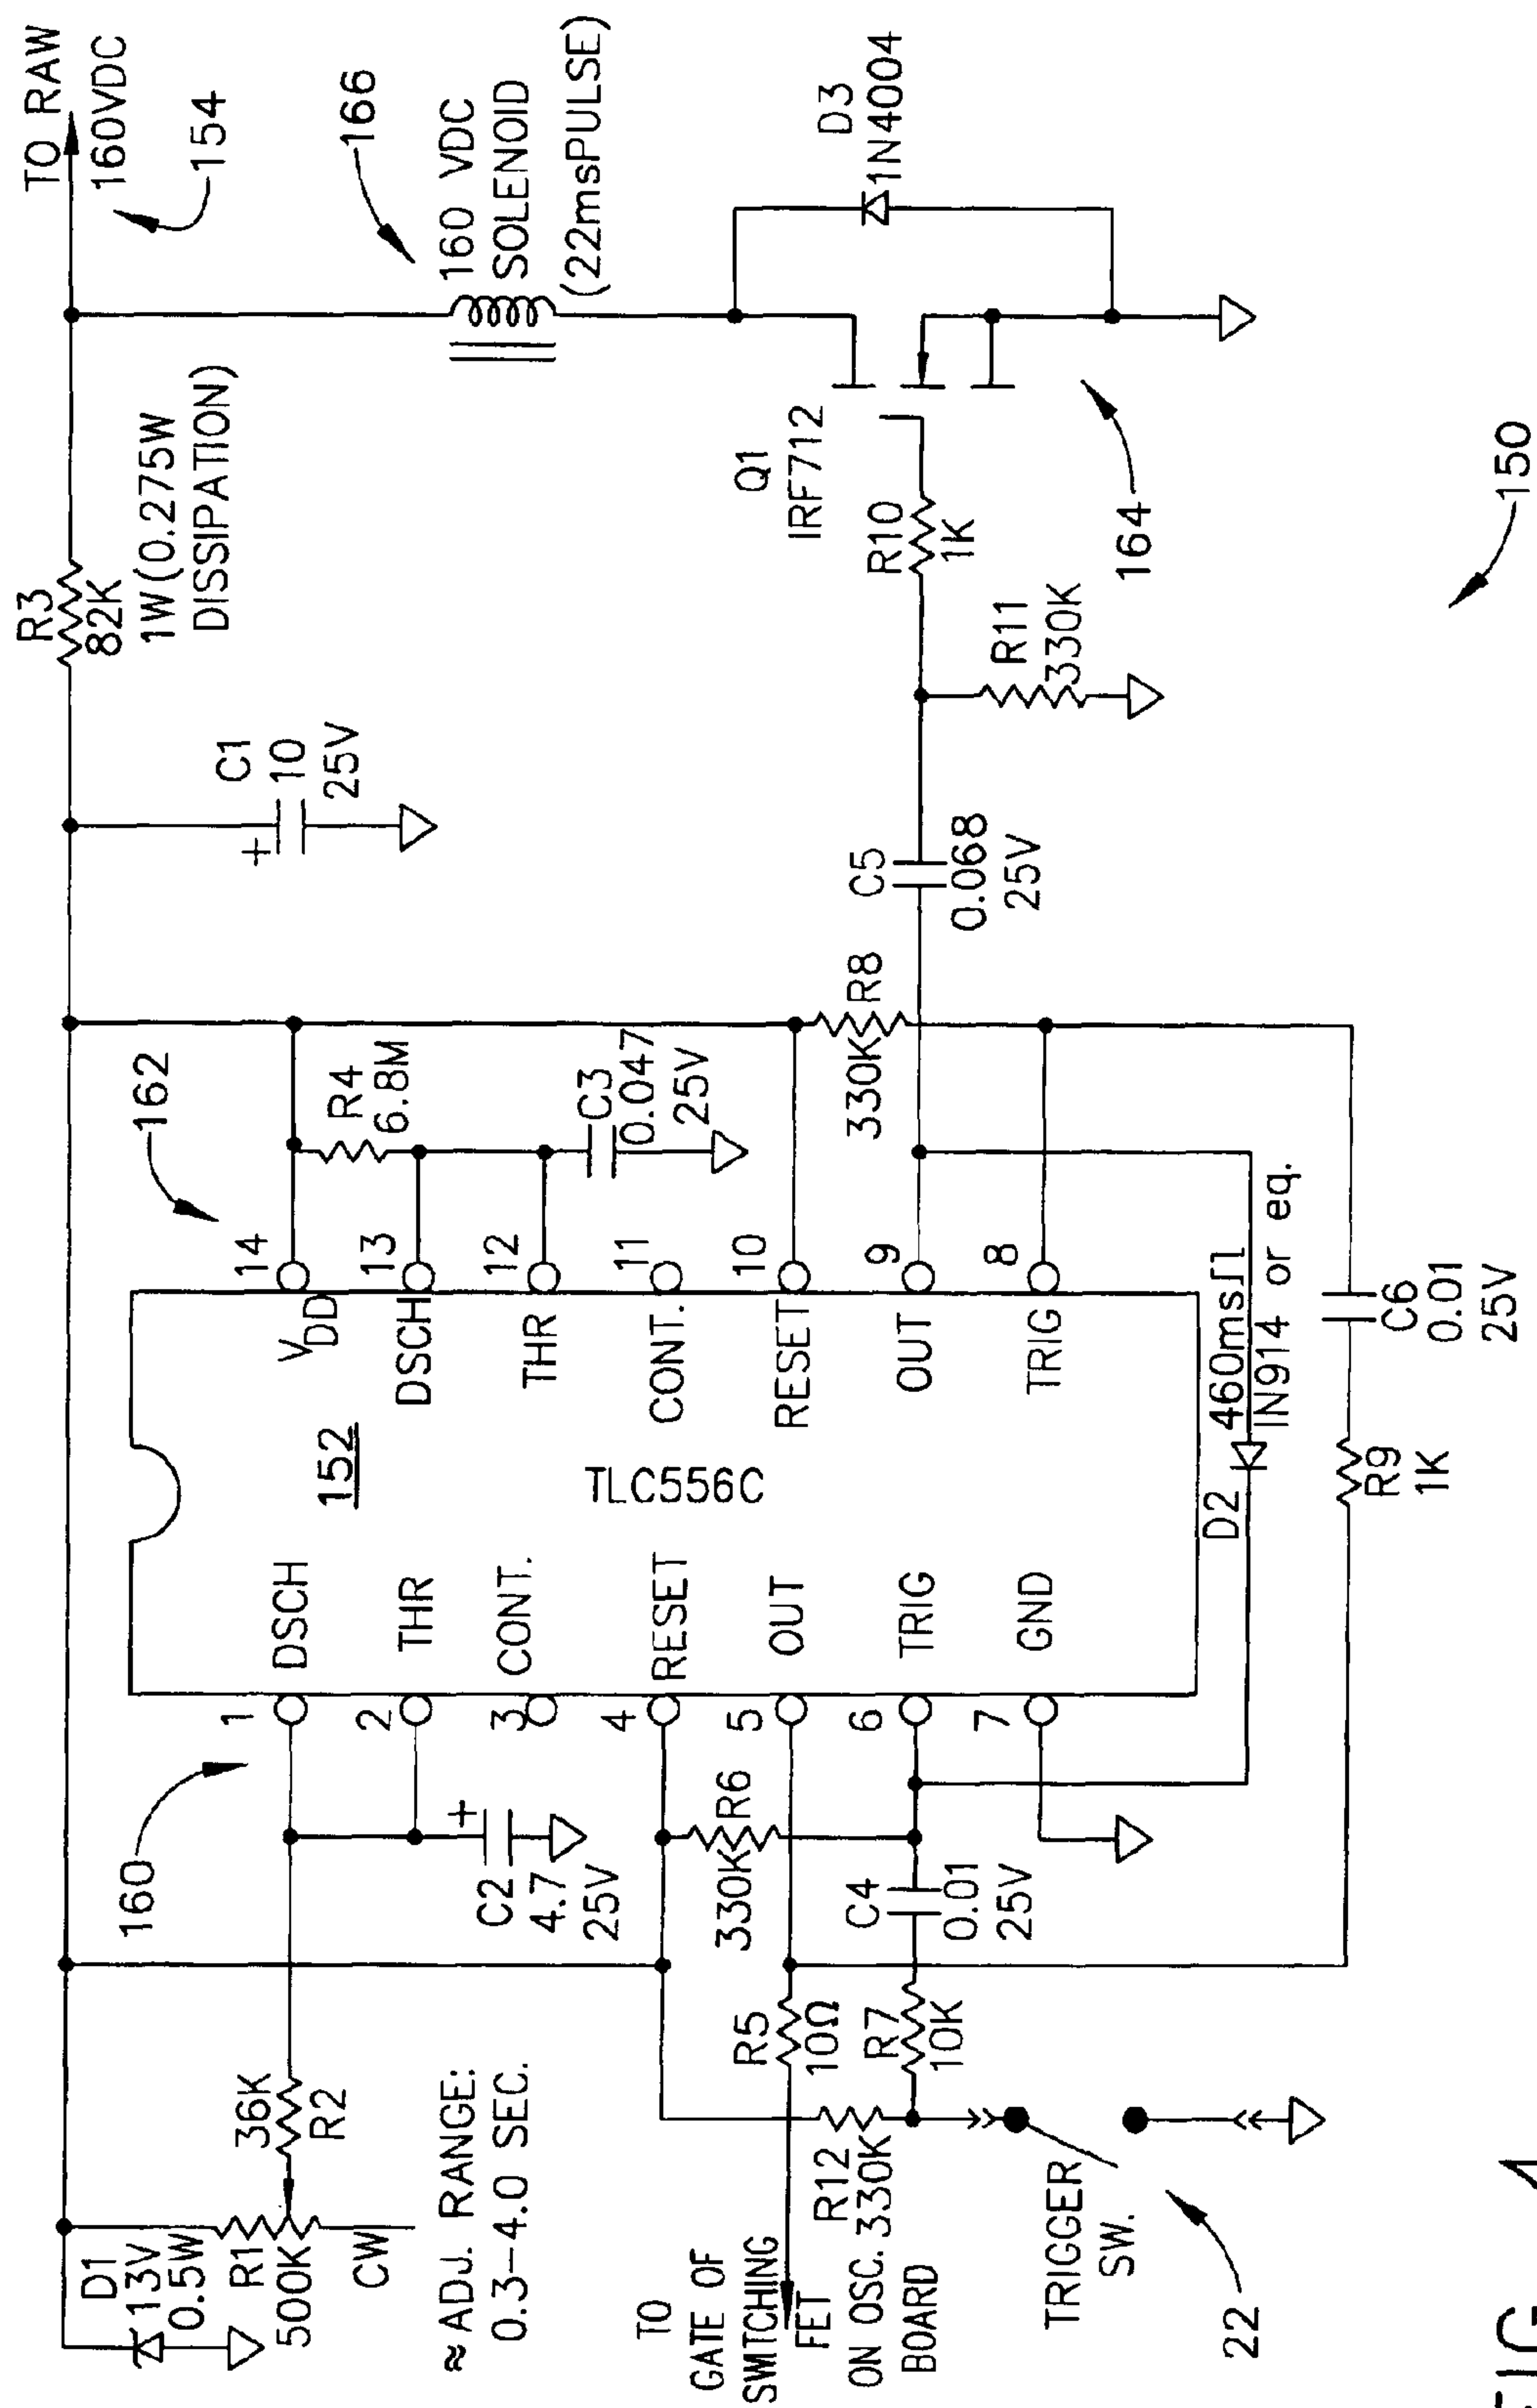 TO RAW
160VDC
154
R3
82K
1W(0.275W
DISSIPATION)
166
160 VDC
SOLENOID
(22msPULSE)
D3
1N4004
C1
10
25V
+
Q1
IRF712
R10
1K
R11
330K
164
150
C5
0.068
25V
162
R4
6.8M
C3
0.047
25V
330K
R8
14
13
12
11
10
9
8
VDD
DSCH
THR
CONT.
RESET
OUT
TRIG
152
TLC556C
DSCH
THR
CONT.
RESET
OUT
TRIG
GND
1
2
3
4
5
6
7
460ms
IN914 or eq.
D2
C6
0.01
25V
R9
1K
160
+
C2
4.7
25V
330K
R6
C4
0.01
25V
36K
R2
R5
10Ω
R7
10K
D1
13V
0.5W
R1
500K
CW
≈ADJ. RANGE:
0.3–4.0 SEC.
R12
330K
TO
GATE OF
SWITCHING
FET
ON OSC.
BOARD
TRIGGER
SW.
22